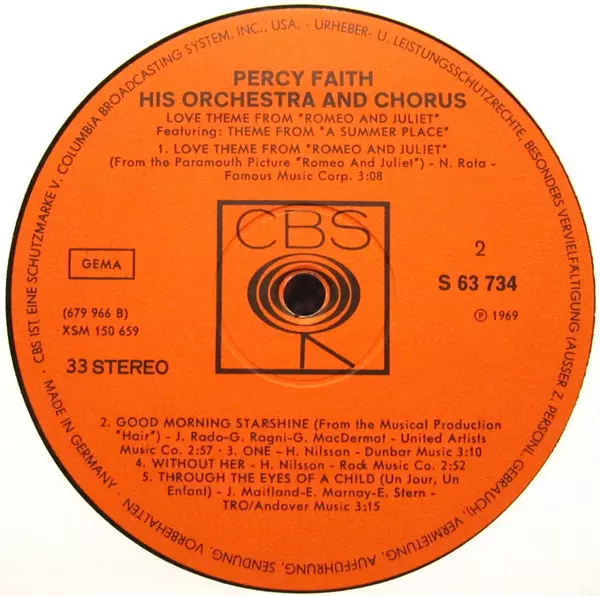 CBS IST EINE SCHUTZMARKE V. COLUMBIA BROADCASTING SYSTEM, INC., USA. - URHEBER- U. LEISTUNGSSCHUTZRECHTE, BESONDERS VERVIELFÄLTIGUNG (AUSSER Z. PERSÖNL. GEBRAUCH), VERMIETUNG, AUFFÜHRUNG, SENDUNG, VORBEHALTEN · MADE IN GERMANY ·
PERCY FAITH
HIS ORCHESTRA AND CHORUS
LOVE THEME FROM "ROMEO AND JULIET"
Featuring: THEME FROM "A SUMMER PLACE"
1. LOVE THEME FROM "ROMEO AND JULIET"
(From the Paramouth Picture "Romeo And Juliet") - N. Rota -
Famous Music Corp. 3:08
CBS
GEMA
2
S 63 734
(679 966 B)
XSM 150 659
℗ 1969
33 STEREO
2. GOOD MORNING STARSHINE (From the Musical Production
"Hair") - J. Rado-G. Ragni-G. MacDermot - United Artists
Music Co. 2:57 · 3. ONE - H. Nilsson - Dunbar Music 3:10
4. WITHOUT HER - H. Nilsson - Rock Music Co. 2:52
5. THROUGH THE EYES OF A CHILD (Un Jour, Un
Enfant) - J. Maitland-E. Marnay-E. Stern -
TRO/Andover Music 3:15